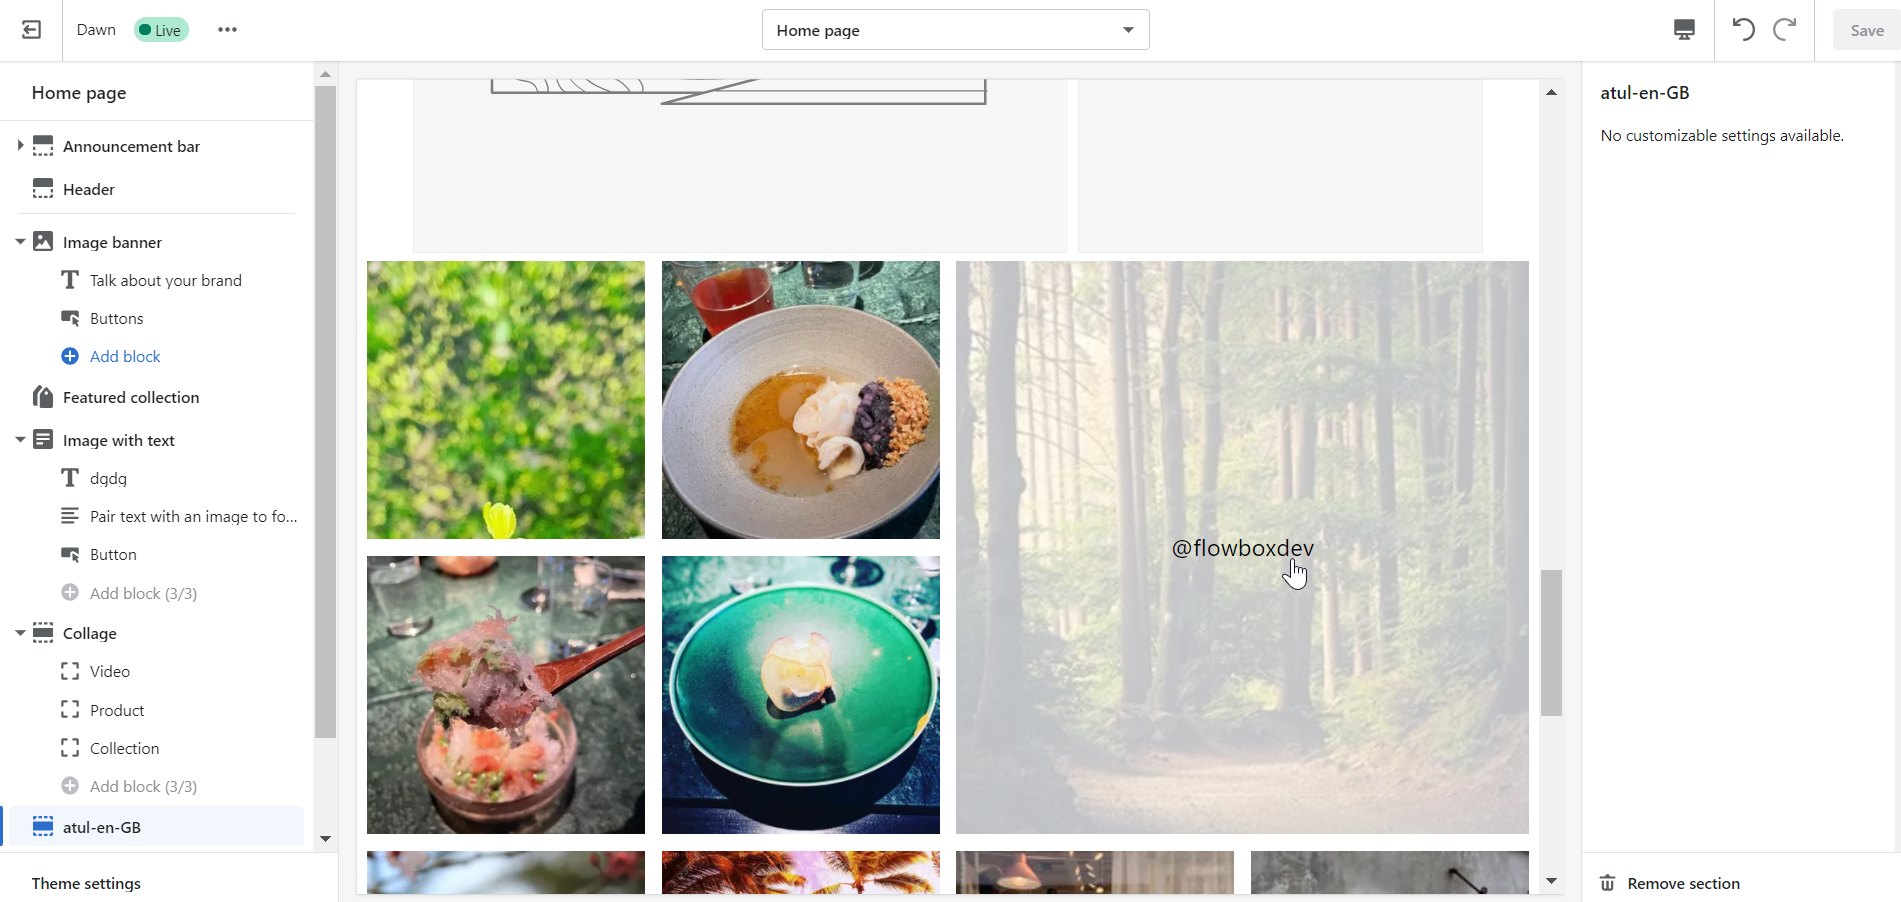 Dawn
Live
Home page
Save
Home page
Announcement bar
Header
Image banner
Talk about your brand
Buttons
Add block
Featured collection
Image with text
dgdg
Pair text with an image to fo...
Button
Add block (3/3)
Collage
Video
Product
Collection
Add block (3/3)
atul-en-GB
Theme settings
@flowboxdev
atul-en-GB
No customizable settings available.
Remove section